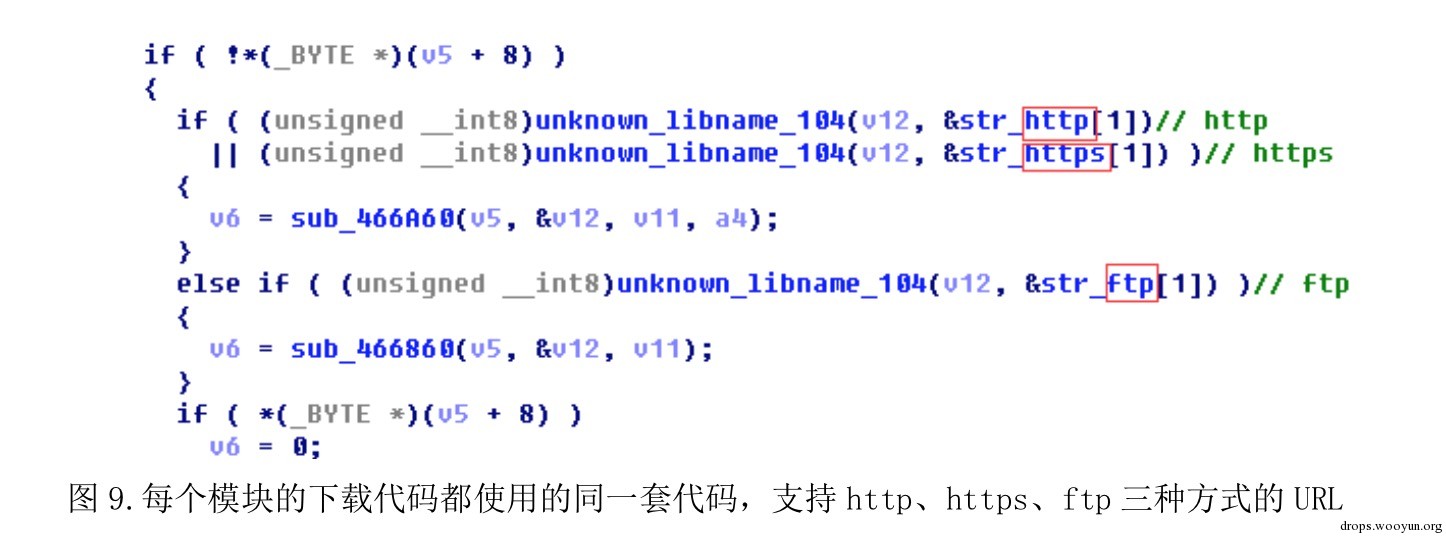 if ( !*(_BYTE *)(v5 + 8) )
{
if ( (unsigned __int8)unknown_libname_104(v12, &str_http[1])// http
|| (unsigned __int8)unknown_libname_104(v12, &str_https[1]) )// https
{
v6 = sub_466A60(v5, &v12, v11, a4);
}
else if ( (unsigned __int8)unknown_libname_104(v12, &str_ftp[1]) )// ftp
{
v6 = sub_466860(v5, &v12, v11);
}
if ( *(_BYTE *)(v5 + 8) )
v6 = 0;
图 9.每个模块的下载代码都使用的同一套代码，支持 http、https、ftp 三种方式的 URL
drops.wooyun.org